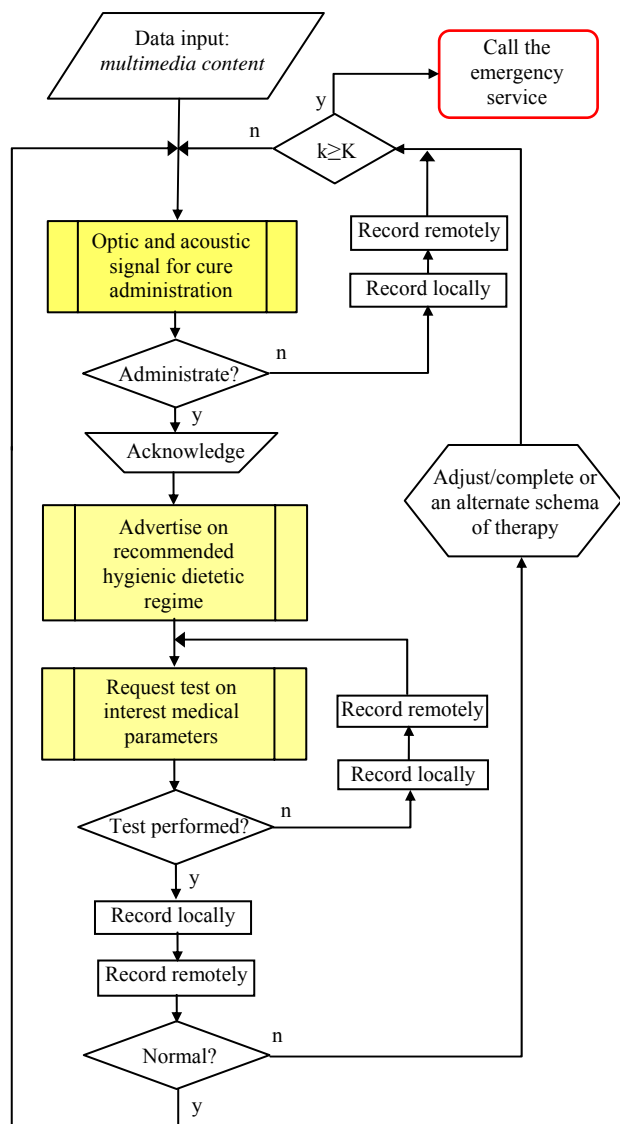 Data input:
multimedia content
Call the
emergency
service
y
n
k≥K
Record remotely
Optic and acoustic
signal for cure
administration
Record locally
n
Administrate?
y
Acknowledge
Adjust/complete or
an alternate schema
of therapy
Advertise on
recommended
hygienic dietetic
regime
Request test on
interest medical
parameters
Record remotely
Record locally
n
Test performed?
y
Record locally
Record remotely
n
Normal?
y